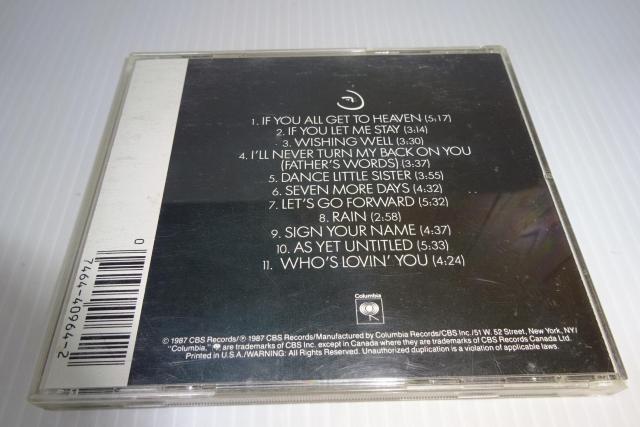 1. IF YOU ALL GET TO HEAVEN (5:17)
2. IF YOU LET ME STAY (3:14)
3. WISHING WELL (3:30)
4. I'LL NEVER TURN MY BACK ON YOU
(FATHER'S WORDS) (3:37)
5. DANCE LITTLE SISTER (3:55)
6. SEVEN MORE DAYS (4:32)
7. LET'S GO FORWARD (5:32)
8. RAIN (2:58)
9. SIGN YOUR NAME (4:37)
10. AS YET UNTITLED (5:33)
11. WHO'S LOVIN' YOU (4:24)
Columbia
© 1987 CBS Records/℗ 1987 CBS Records/Manufactured by Columbia Records/CBS Inc./51 W. 52 Street, New York, NY/
"Columbia," are trademarks of CBS Inc. except in Canada where they are trademarks of CBS Records Canada Ltd.
Printed in U.S.A./WARNING: All Rights Reserved. Unauthorized duplication is a violation of applicable laws.
0 7464-40964-2